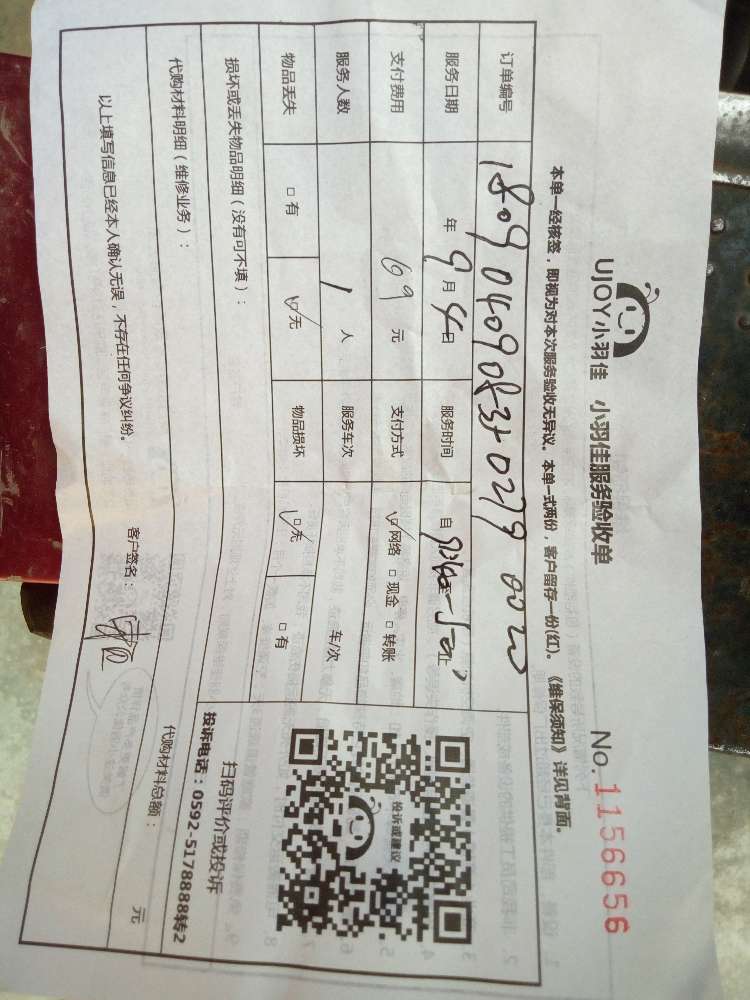 UJOY小羽佳 小羽佳服务验收单 No. 1156656
本单一经核签，即视为对本次服务验收无异议。本单一式两份，客户留存一份(红)。《维保须知》详见背面。
订单编号
服务日期 年 9月 4日 服务时间 自
支付费用 69 元 支付方式 ☑网络 □现金 □转账
服务人数 1 人 服务车次 车/次
物品丢失 □有 ☑无 物品损坏 ☑无 □有
损坏或丢失物品明细（没有可不填）：
代购材料明细（维修业务）：
代购材料总额： 元
以上填写信息已经本人确认无误，不存在任何争议纠纷。
客户签名：
投诉或建议
扫码评价或投诉
投诉电话：0592-5178888转2